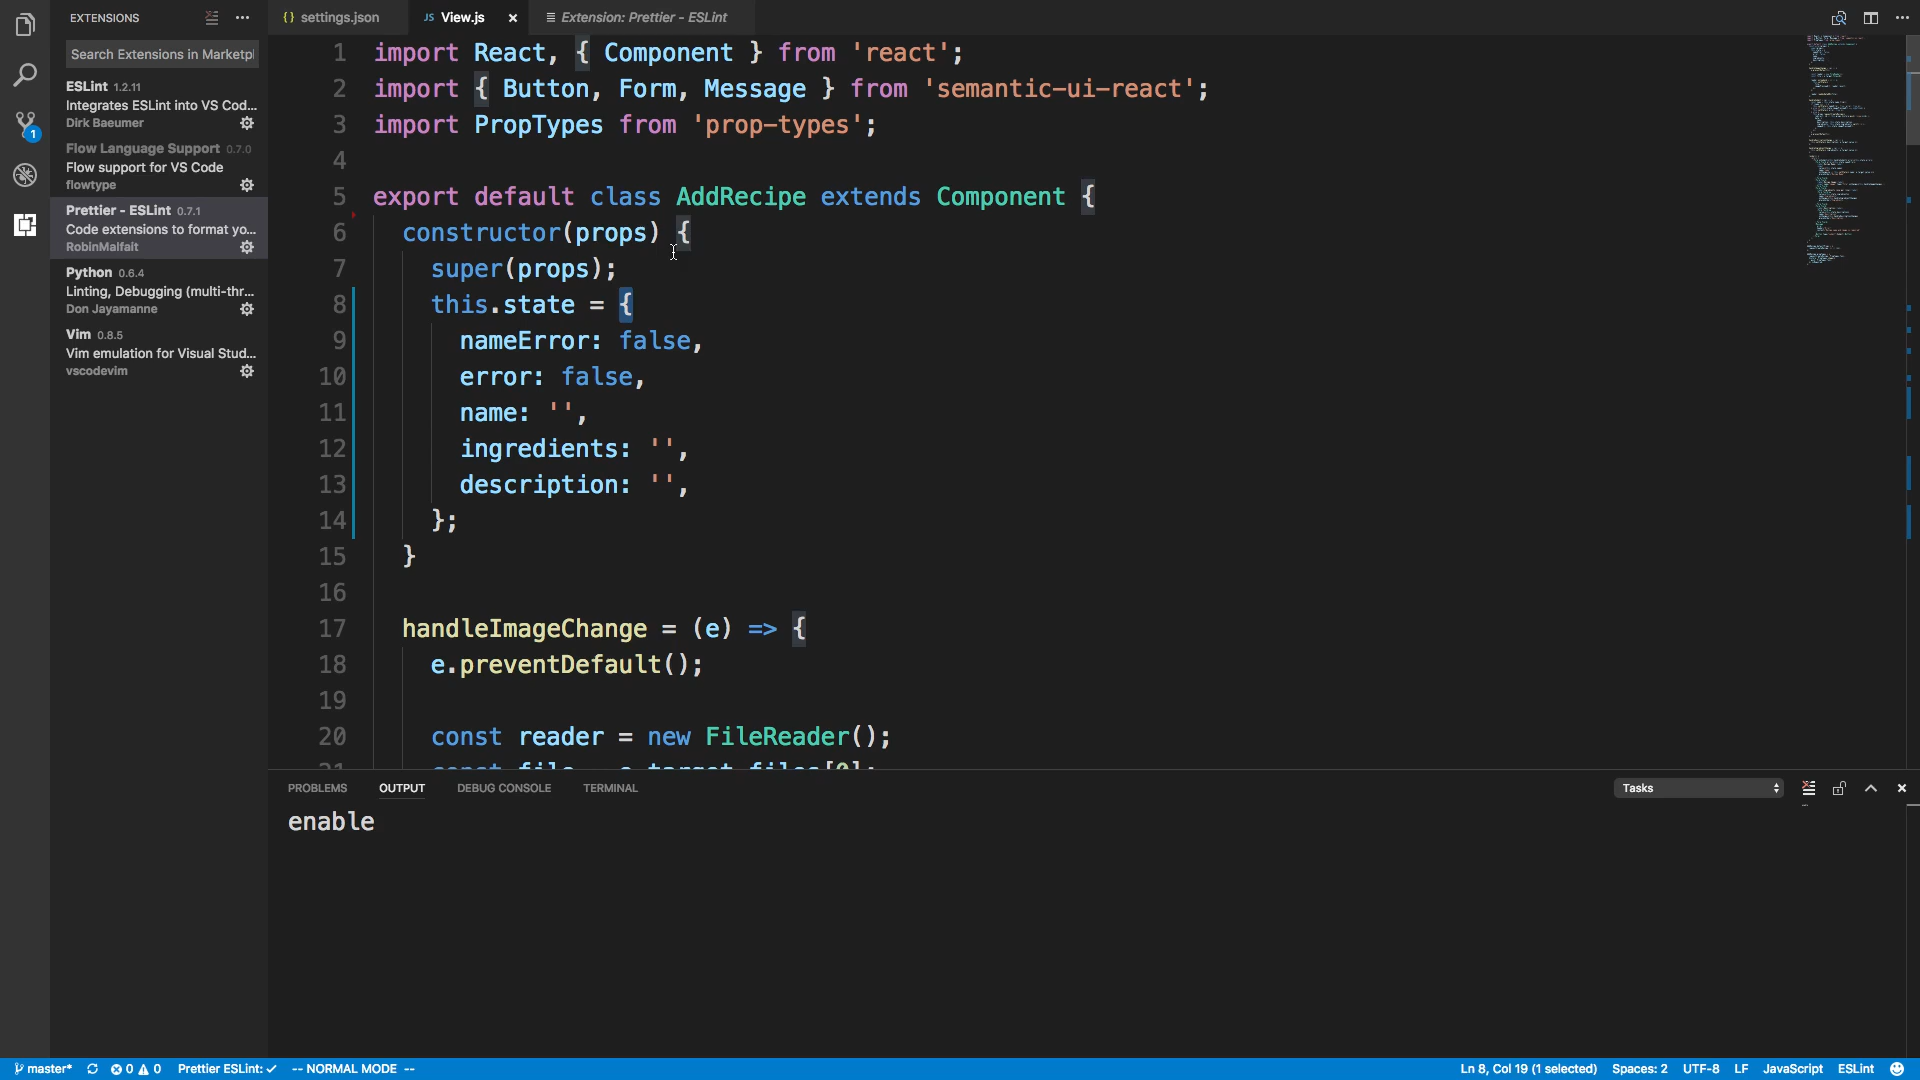 EXTENSIONS
Search Extensions in Marketpl
ESLint 1.2.11
Integrates ESLint into VS Cod...
Dirk Baeumer
Flow Language Support 0.7.0
Flow support for VS Code
flowtype
Prettier - ESLint 0.7.1
Code extensions to format yo...
RobinMalfait
Python 0.6.4
Linting, Debugging (multi-thr...
Don Jayamanne
Vim 0.8.5
Vim emulation for Visual Stud...
vscodevim
1
{} settings.json
JS View.js
Extension: Prettier - ESLint
1 import React, { Component } from 'react';
2 import { Button, Form, Message } from 'semantic-ui-react';
3 import PropTypes from 'prop-types';
4
5 export default class AddRecipe extends Component {
6 constructor(props) {
7 super(props);
8 this.state = {
9 nameError: false,
10 error: false,
11 name: '',
12 ingredients: '',
13 description: '',
14 };
15 }
16
17 handleImageChange = (e) => {
18 e.preventDefault();
19
20 const reader = new FileReader();
21 const file = e.target.files[0];
PROBLEMS OUTPUT DEBUG CONSOLE TERMINAL Tasks
enable
master* 0 0 Prettier ESLint: ✓ -- NORMAL MODE -- Ln 8, Col 19 (1 selected) Spaces: 2 UTF-8 LF JavaScript ESLint